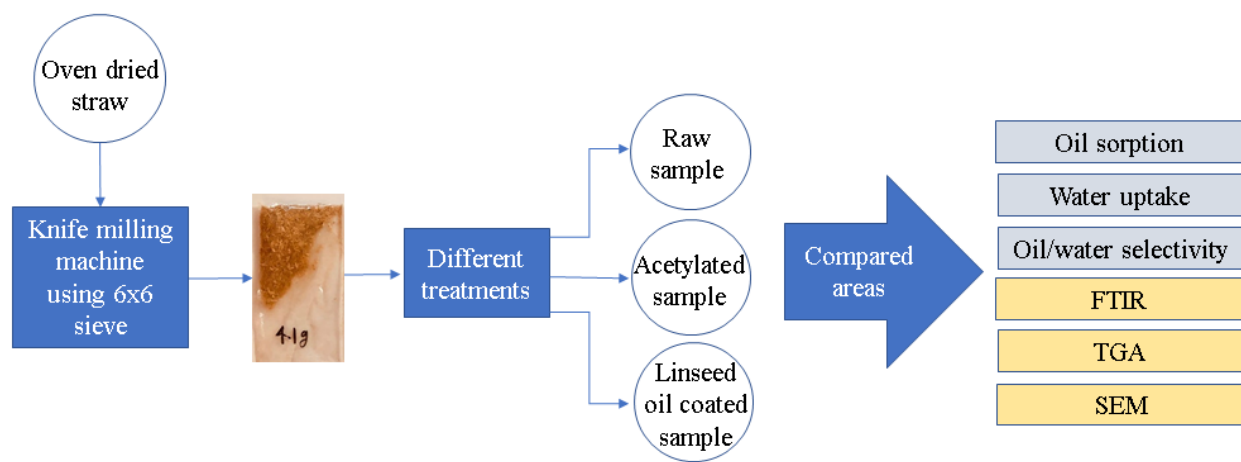 Oven dried
straw
Knife milling
machine
using 6x6
sieve
4.1g
Different
treatments
Raw
sample
Acetylated
sample
Linseed
oil coated
sample
Compared
areas
Oil sorption
Water uptake
Oil/water selectivity
FTIR
TGA
SEM